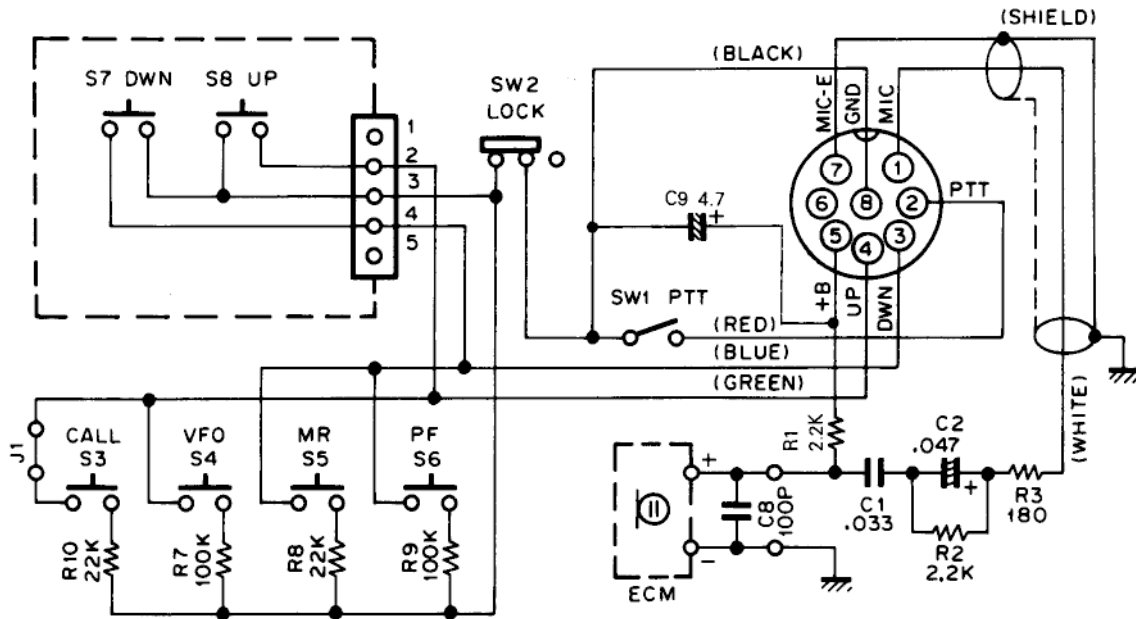 (SHIELD)
(BLACK)
S7 DWN
S8 UP
SW2
LOCK
MIC-E
GND
MIC
1
2
3
4
5
7
1
6
8
2
5
4
3
PTT
C9 4.7
+
+B
UP
DWN
SW1 PTT
(RED)
(BLUE)
(GREEN)
(WHITE)
J1
CALL
S3
VFO
S4
MR
S5
PF
S6
R10
22K
R7
100K
R8
22K
R9
100K
R1
2.2K
+
-
ECM
C8
100P
C1
.033
C2
.047
+
R2
2.2K
R3
180